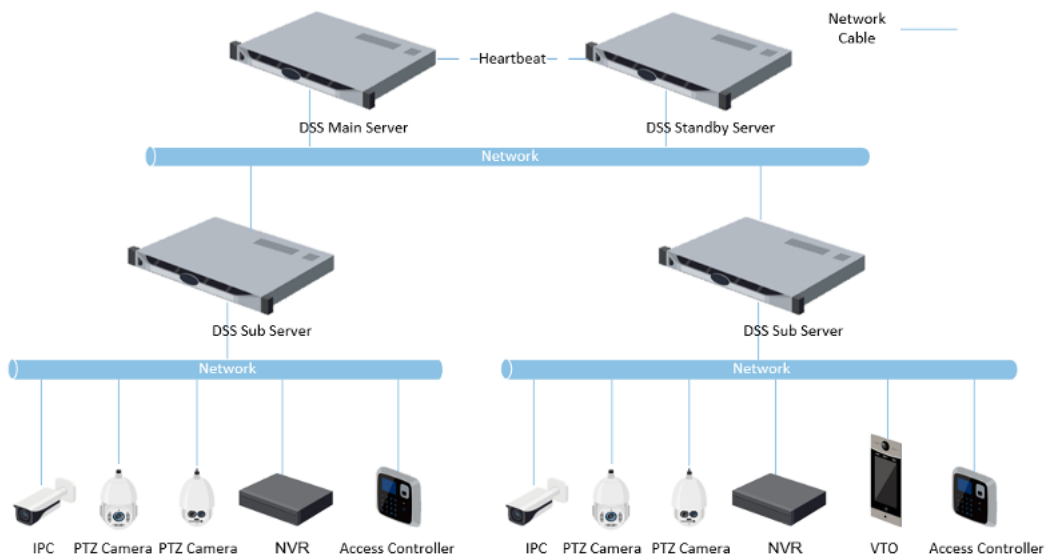 Network
Cable
Heartbeat
DSS Main Server
DSS Standby Server
Network
DSS Sub Server
DSS Sub Server
Network
Network
IPC
PTZ Camera
PTZ Camera
NVR
Access Controller
IPC
PTZ Camera
PTZ Camera
NVR
VTO
Access Controller